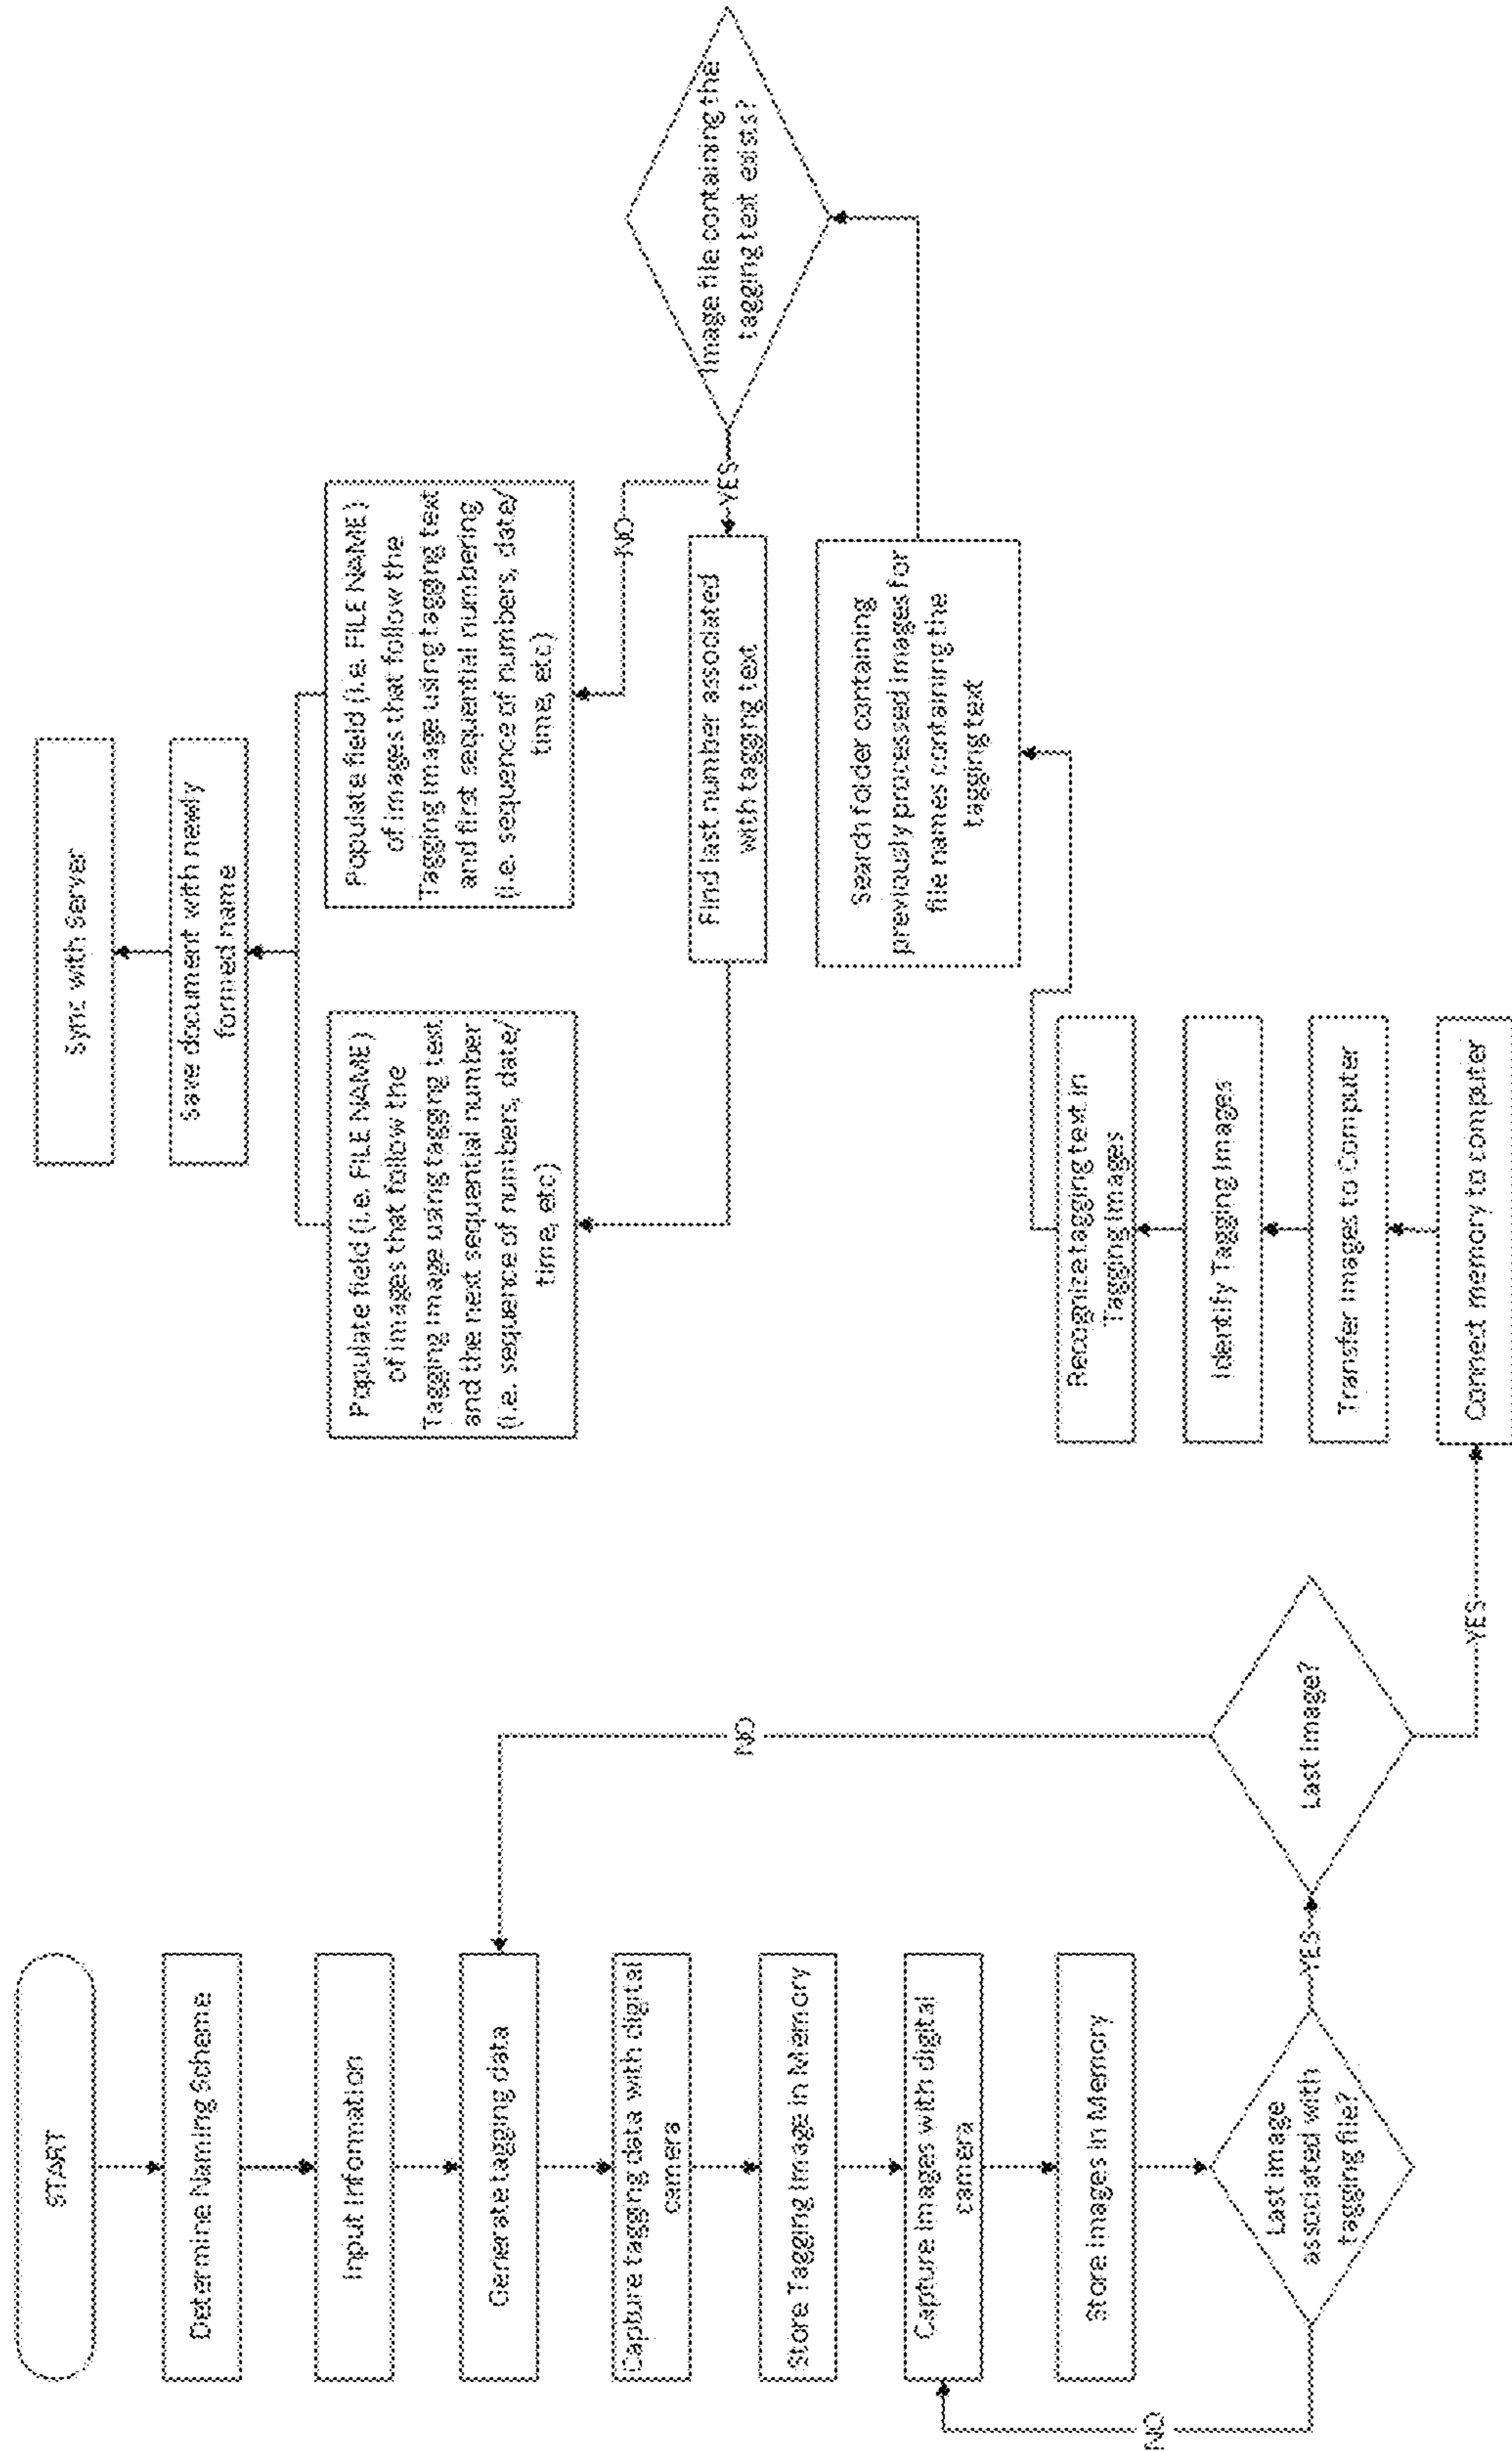 START
Determine Naming Scheme
Input Information
Generate tagging data
Capture tagging data with digital
camera
Store Tagging Image in Memory
Capture Images with digital
camera
Store Images in Memory
Last image
associated with
tagging file?
NO
YES
Last Image?
NO
YES
Connect memory to computer
Transfer Images to Computer
Identify Tagging Images
Recognize tagging text in
Tagging Images
Search folder containing
previously processed images for
file names containing the
tagging text
Image file containing the
tagging text exists?
YES
NO
Find last number associated
with tagging text
Populate field (i.e. FILE NAME)
of images that follow the
Tagging Image using tagging text
and the next sequential number
(i.e. sequence of numbers, date/
time, etc)
Populate field (i.e. FILE NAME)
of images that follow the
Tagging Image using tagging text
and first sequential numbering
(i.e. sequence of numbers, date/
time, etc)
Save document with newly
formed name
Sync with Server